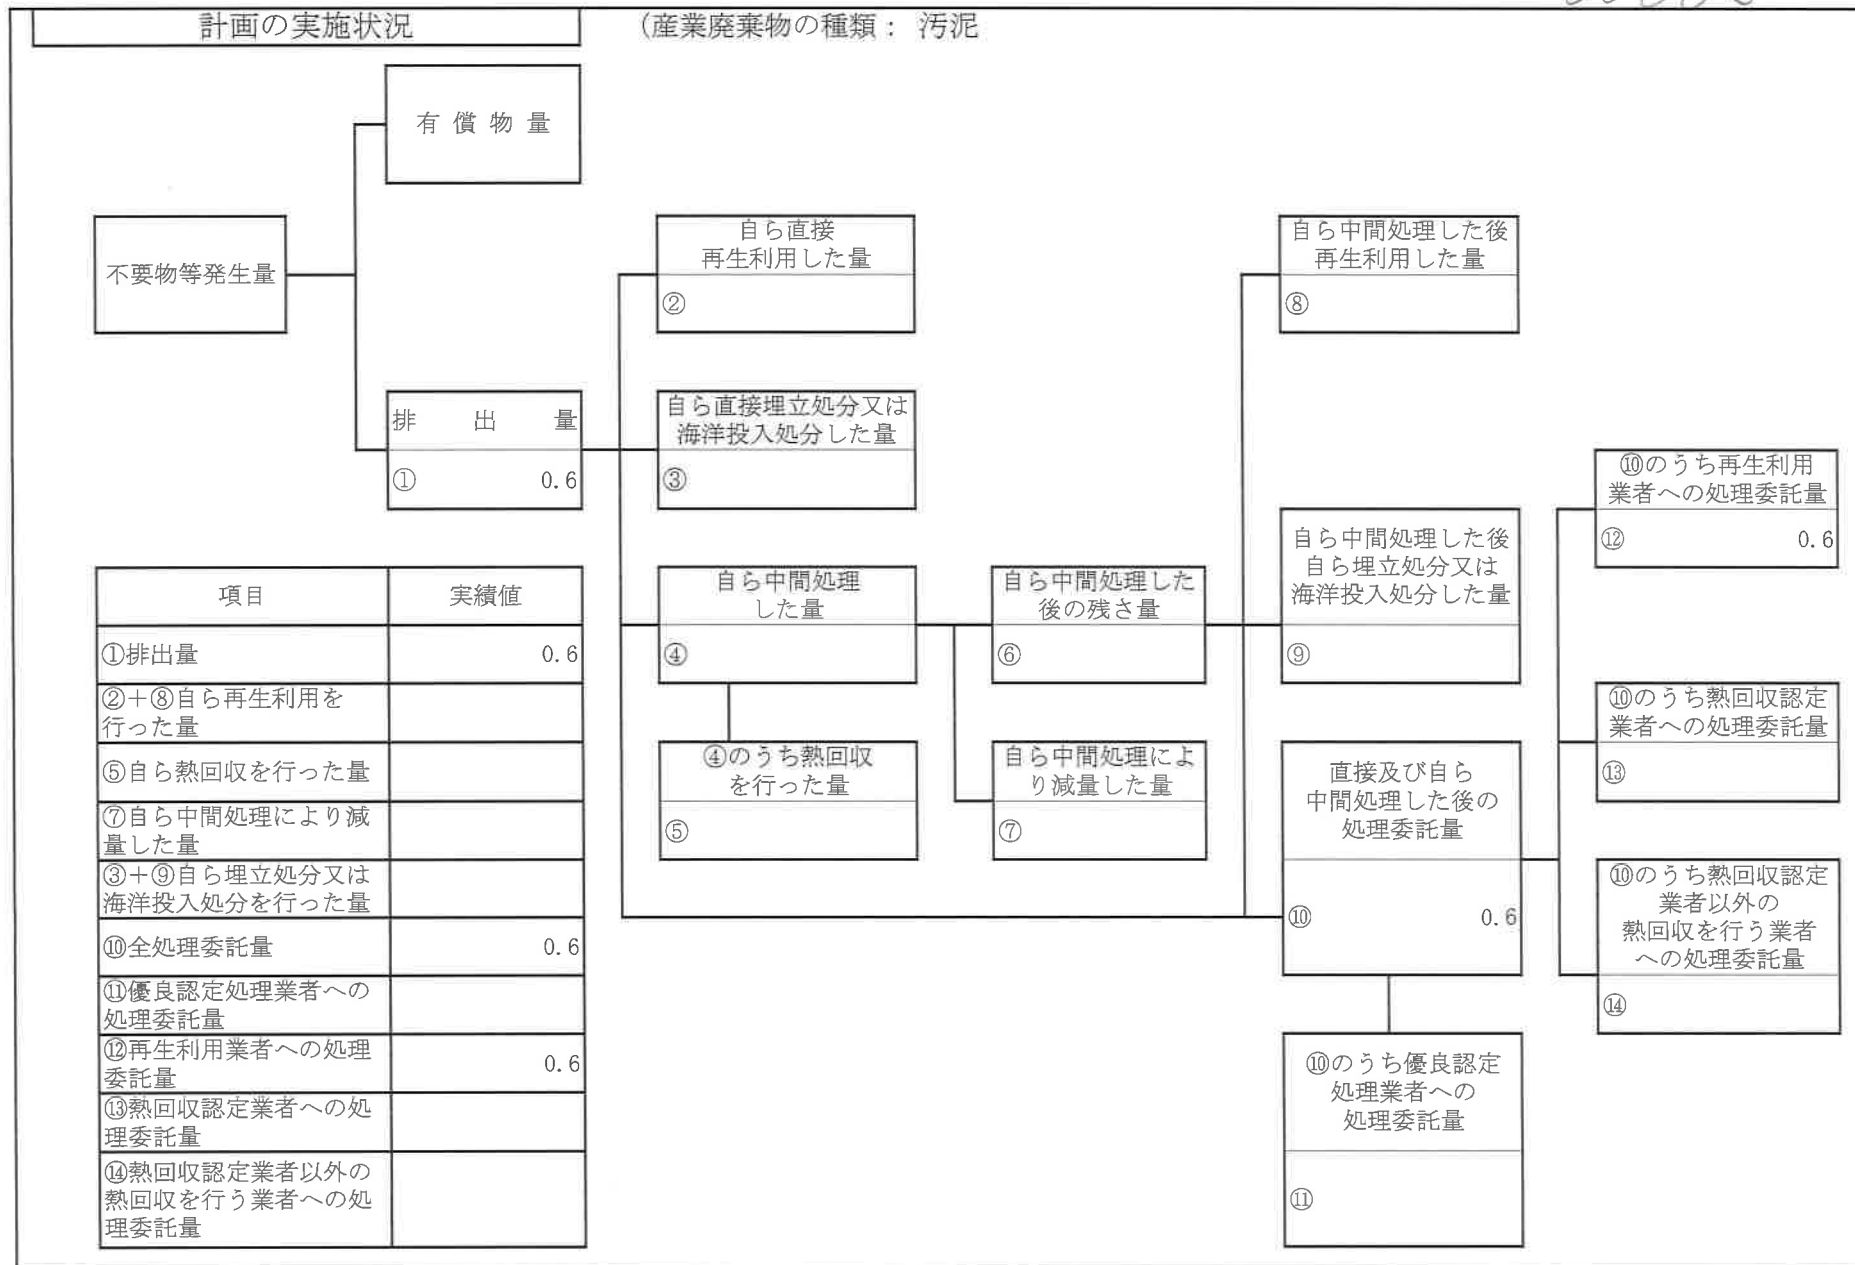 計画の実施状況
(産業廃棄物の種類： 汚泥
有償物量
不要物等発生量
排出量
① 0.6
自ら直接
再生利用した量
②
自ら直接埋立処分又は
海洋投入処分した量
③
自ら中間処理
した量
④
④のうち熱回収
を行った量
⑤
自ら中間処理した
後の残さ量
⑥
自ら中間処理によ
り減量した量
⑦
自ら中間処理した後
再生利用した量
⑧
自ら中間処理した後
自ら埋立処分又は
海洋投入処分した量
⑨
直接及び自ら
中間処理した後の
処理委託量
⑩ 0.6
⑩のうち優良認定
処理業者への
処理委託量
⑪
⑩のうち再生利用
業者への処理委託量
⑫ 0.6
⑩のうち熱回収認定
業者への処理委託量
⑬
⑩のうち熱回収認定
業者以外の
熱回収を行う業者
への処理委託量
⑭
項目 実績値
①排出量 0.6
②＋⑧自ら再生利用を
行った量
⑤自ら熱回収を行った量
⑦自ら中間処理により減
量した量
③＋⑨自ら埋立処分又は
海洋投入処分を行った量
⑩全処理委託量 0.6
⑪優良認定処理業者への
処理委託量
⑫再生利用業者への処理
委託量 0.6
⑬熱回収認定業者への処
理委託量
⑭熱回収認定業者以外の
熱回収を行う業者への処
理委託量